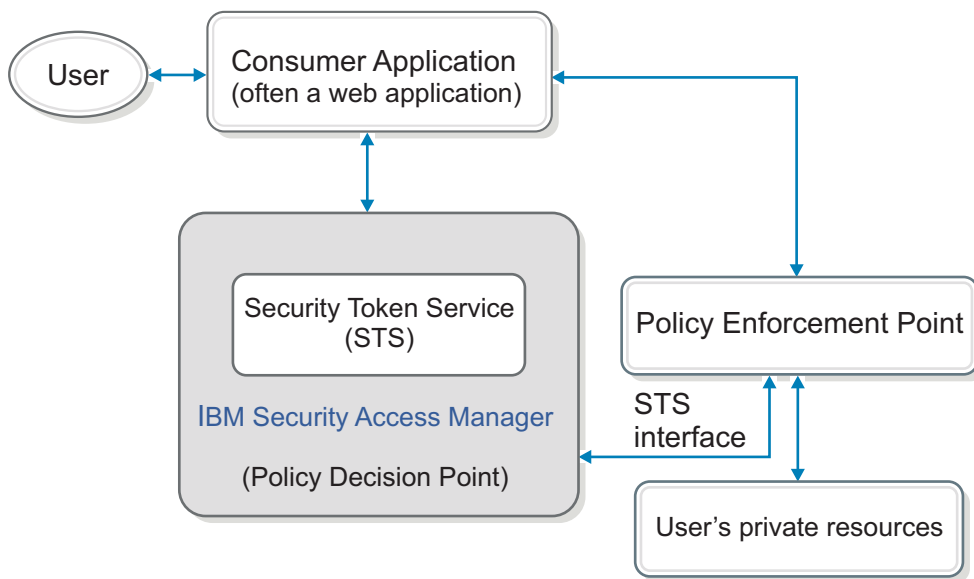 User
Consumer Application
(often a web application)
Security Token Service
(STS)
IBM Security Access Manager
(Policy Decision Point)
Policy Enforcement Point
STS
interface
User’s private resources